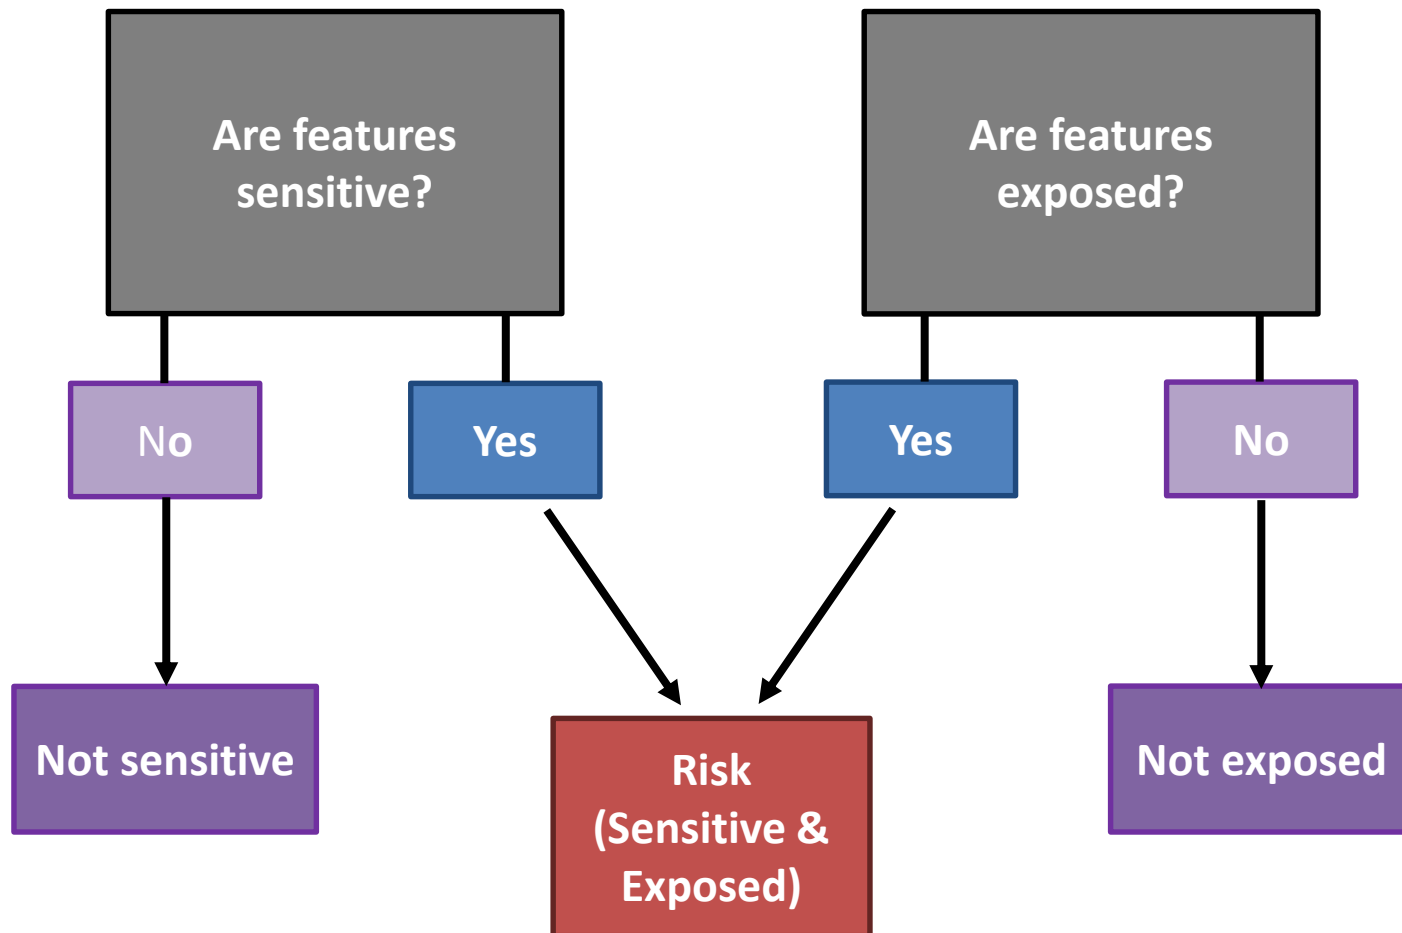 Are features
sensitive?
Are features
exposed?
No
Yes
Yes
No
Not sensitive
Risk
(Sensitive &
Exposed)
Not exposed